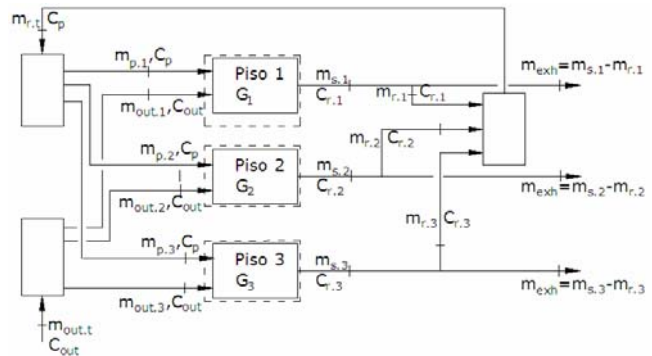 m_r.t C_p
m_p.1,C_p
Piso 1
G_1
m_s.1
C_r.1
m_r.1 C_r.1
m_exh=m_s.1-m_r.1
m_out.1,C_out
m_p.2,C_p
Piso 2
G_2
m_s.2
C_r.2
m_r.2 C_r.2
m_exh=m_s.2-m_r.2
m_out.2,C_out
m_p.3,C_p
Piso 3
G_3
m_s.3
C_r.3
m_r.3 C_r.3
m_exh=m_s.3-m_r.3
m_out.3,C_out
m_out.t
C_out